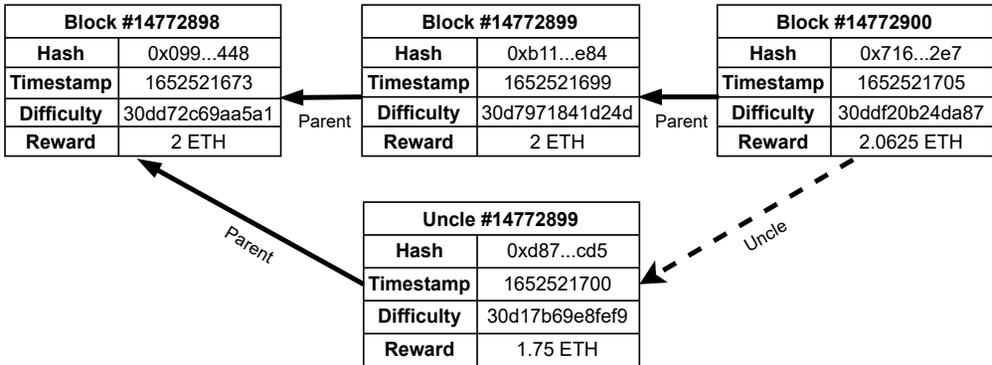 Block #14772898
Hash 0x099...448
Timestamp 1652521673
Difficulty 30dd72c69aa5a1
Reward 2 ETH
Parent
Block #14772899
Hash 0xb11...e84
Timestamp 1652521699
Difficulty 30d7971841d24d
Reward 2 ETH
Parent
Block #14772900
Hash 0x716...2e7
Timestamp 1652521705
Difficulty 30ddf20b24da87
Reward 2.0625 ETH
Parent
Uncle #14772899
Hash 0xd87...cd5
Timestamp 1652521700
Difficulty 30d17b69e8fef9
Reward 1.75 ETH
Uncle